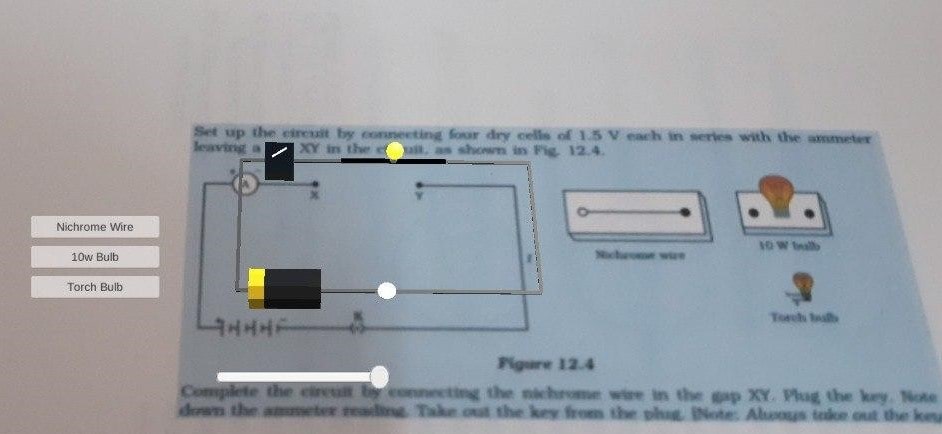 Set up the circuit by connecting four dry cells of 1.5 V each in series with the ammeter
leaving a XY in the uit, as shown in Fig. 12.4.
A
X
Y
Nichrome wire
10 W bulb
Torch bulb
K
Nichrome Wire
10w Bulb
Torch Bulb
Figure 12.4
Complete the circuit by connecting the nichrome wire in the gap XY. Plug the key. Note
down the ammeter reading. Take out the key from the plug. [Note: Always take out the key